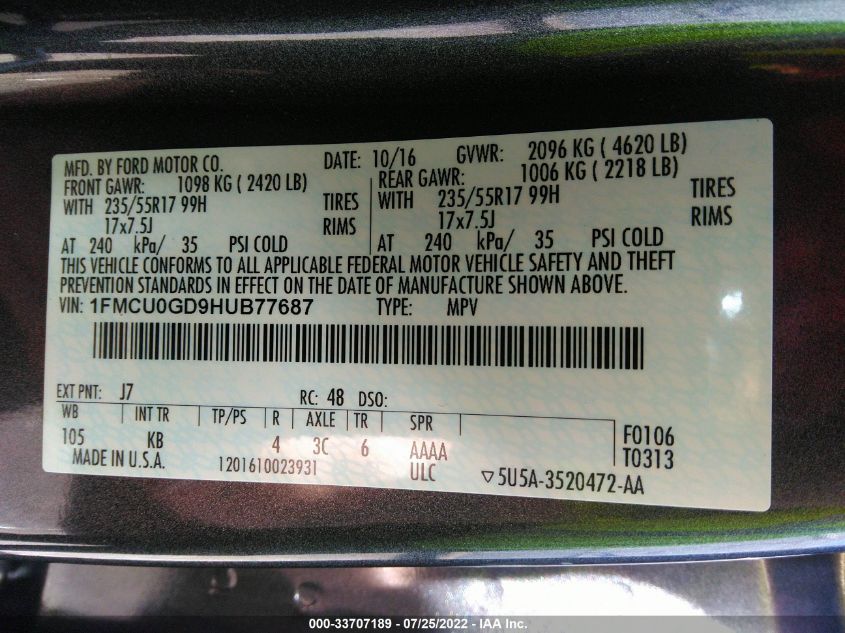 MFD. BY FORD MOTOR CO. DATE: 10/16 GVWR: 2096 KG ( 4620 LB)
FRONT GAWR: 1098 KG ( 2420 LB) REAR GAWR: 1006 KG ( 2218 LB)
WITH 235/55R17 99H TIRES WITH 235/55R17 99H TIRES
17x7.5J RIMS 17x7.5J RIMS
AT 240 kPa/ 35 PSI COLD AT 240 kPa/ 35 PSI COLD
THIS VEHICLE CONFORMS TO ALL APPLICABLE FEDERAL MOTOR VEHICLE SAFETY AND THEFT
PREVENTION STANDARDS IN EFFECT ON THE DATE OF MANUFACTURE SHOWN ABOVE.
VIN: 1FMCU0GD9HUB77687 TYPE: MPV
EXT PNT: J7 RC: 48 DSO:
WB INT TR TP/PS R AXLE TR SPR
105 KB 4 3C 6 AAAA F0106
MADE IN U.S.A. 1201610023931 ULC ▽5U5A-3520472-AA T0313
000-33707189 - 07/25/2022 - IAA Inc.